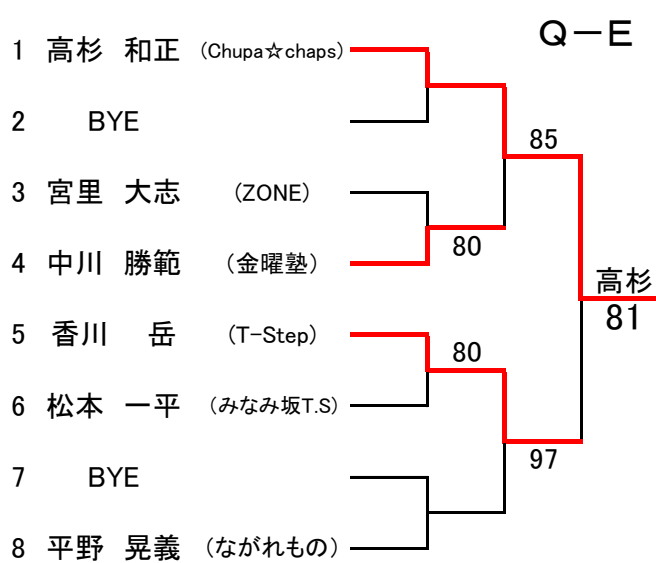 Q－E
1 高杉 和正 (Chupa☆chaps)
2 BYE
85
3 宮里 大志 (ZONE)
80
4 中川 勝範 (金曜塾)
高杉
81
5 香川 岳 (T-Step)
80
6 松本 一平 (みなみ坂T.S)
97
7 BYE
8 平野 晃義 (ながれもの)